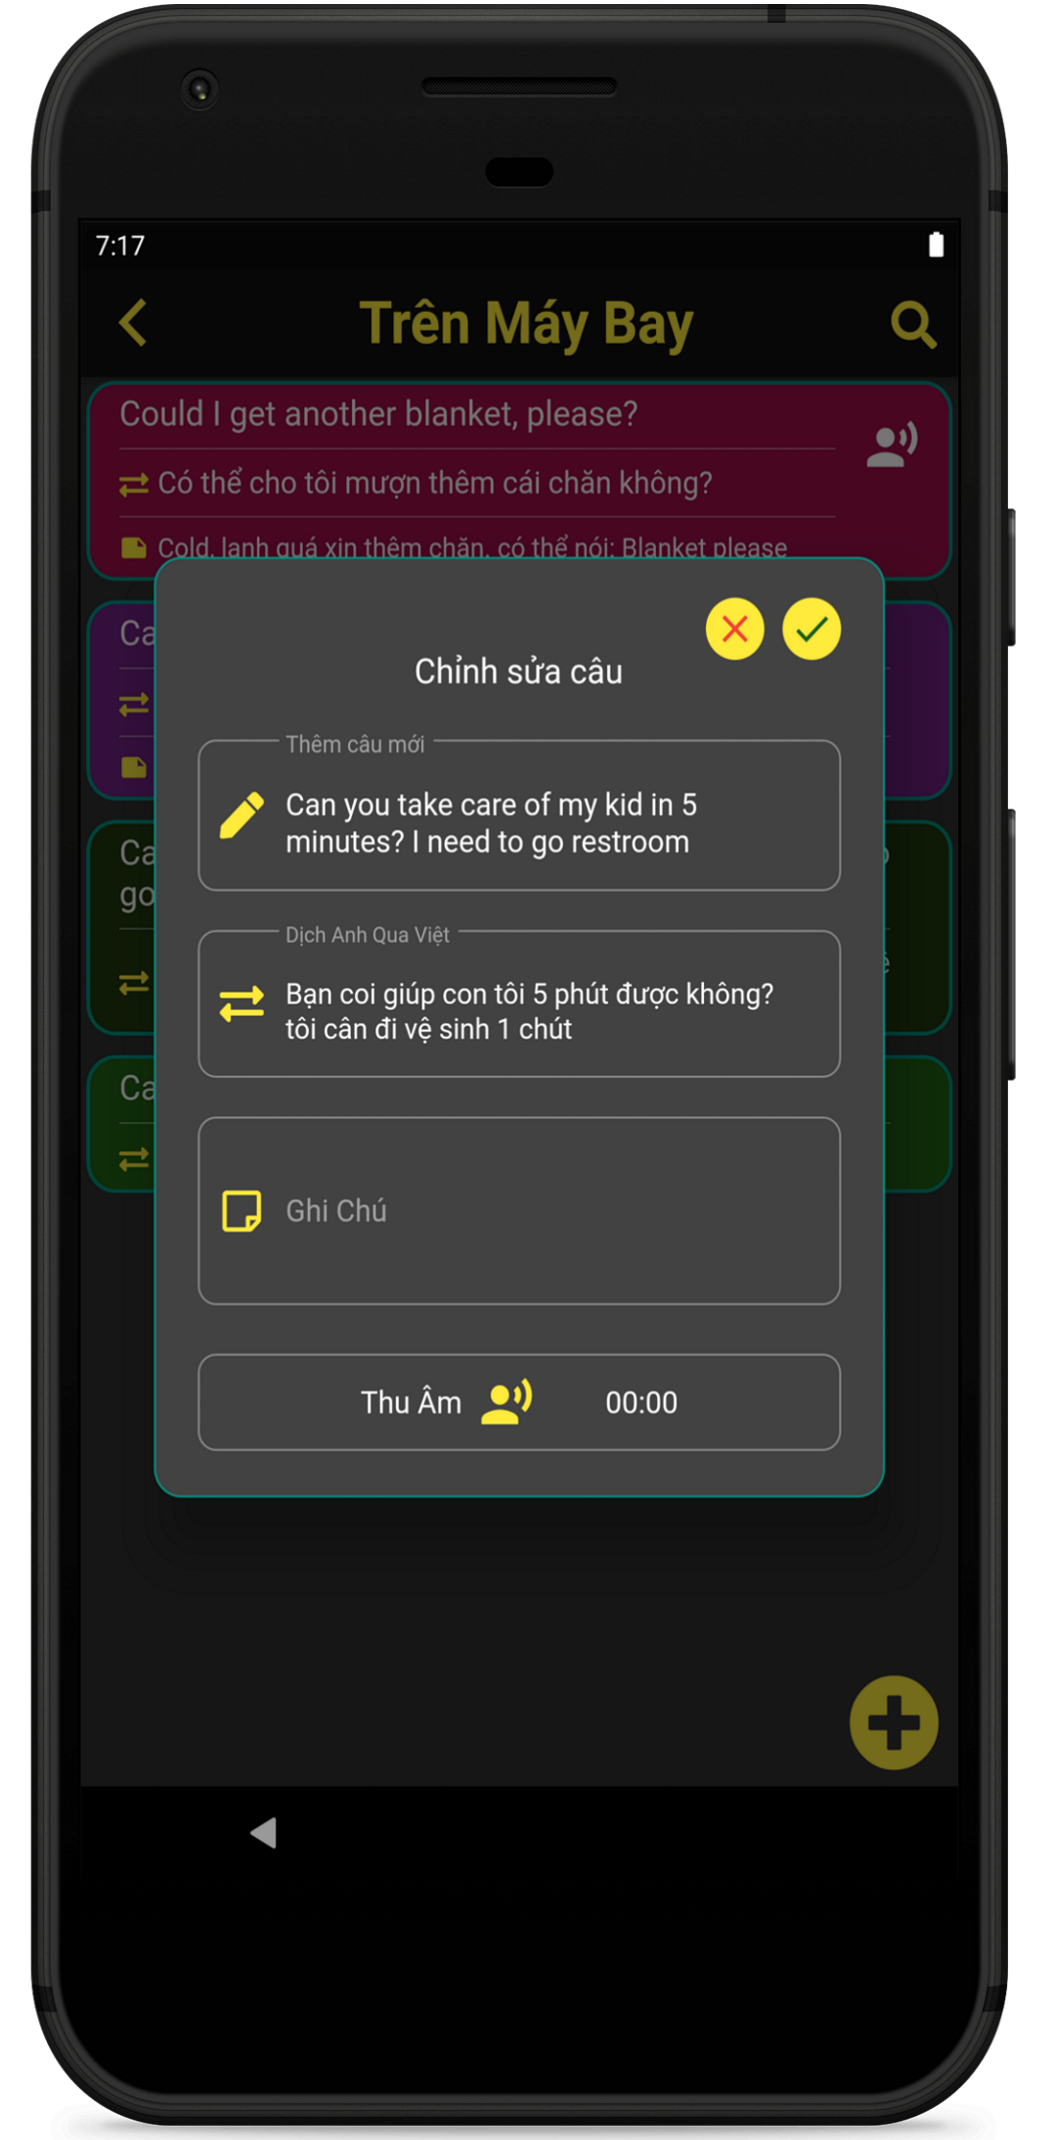 7:17
Trên Máy Bay
Could I get another blanket, please?
Có thể cho tôi mượn thêm cái chăn không?
Cold, lạnh quá xin thêm chăn, có thể nói: Blanket please
Ca
Ca
go
Ca
Chỉnh sửa câu
Thêm câu mới
Can you take care of my kid in 5
minutes? I need to go restroom
Dịch Anh Qua Việt
Bạn coi giúp con tôi 5 phút được không?
tôi cân đi vệ sinh 1 chút
Ghi Chú
Thu Âm 00:00